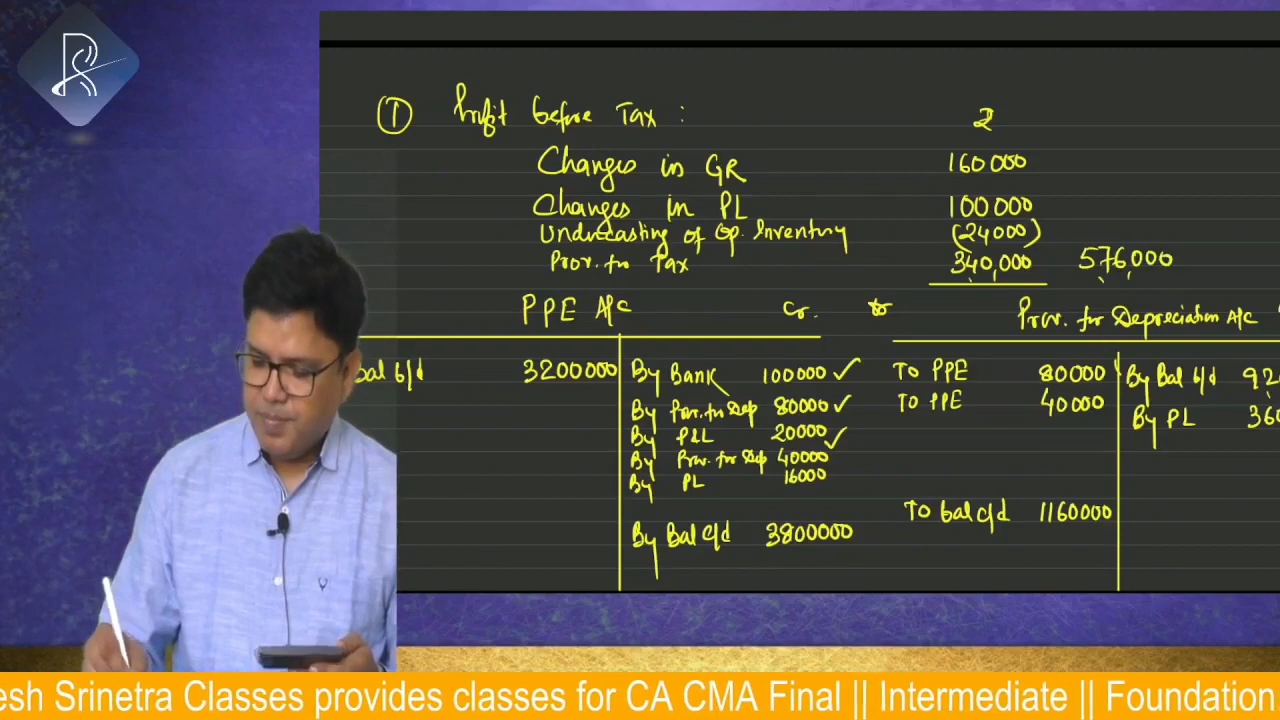 ① Profit before Tax : ₹
Changes in GR 160000
Changes in PL 100000
Undercasting of Op. Inventory (24000)
Prov. for Tax 340,000 576,000
PPE A/c Cr.
Prov. for Depreciation A/c
Bal b/d 3200000
By Bank 100000 ✓
By Prov. for Dep 80000 ✓
By P&L 20000
By Prov. for Dep 40000 ✓
By PL 16000
By Bal c/d 3800000
To PPE 80000
To PPE 40000
To bal c/d 1160000
By Bal b/d 92
By PL 360
esh Srinetra Classes provides classes for CA CMA Final || Intermediate || Foundation